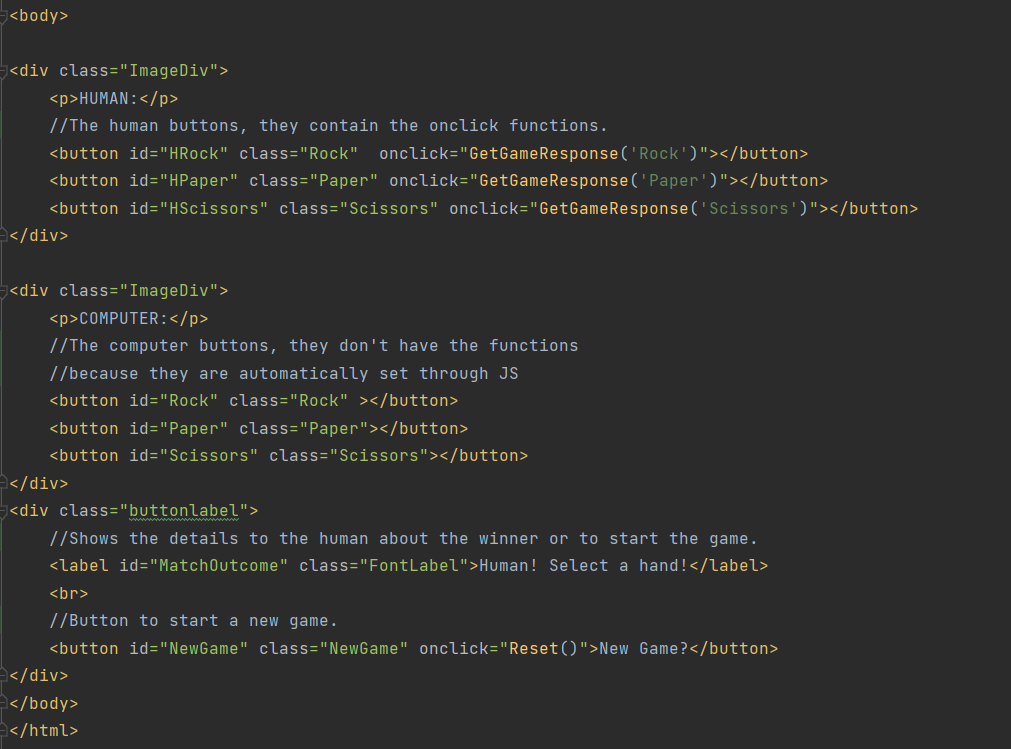 <body>
<div class="ImageDiv">
<p>HUMAN:</p>
//The human buttons, they contain the onclick functions.
<button id="HRock" class="Rock"  onclick="GetGameResponse('Rock')"></button>
<button id="HPaper" class="Paper" onclick="GetGameResponse('Paper')"></button>
<button id="HScissors" class="Scissors" onclick="GetGameResponse('Scissors')"></button>
</div>
<div class="ImageDiv">
<p>COMPUTER:</p>
//The computer buttons, they don't have the functions
//because they are automatically set through JS
<button id="Rock" class="Rock" ></button>
<button id="Paper" class="Paper"></button>
<button id="Scissors" class="Scissors"></button>
</div>
<div class="buttonlabel">
//Shows the details to the human about the winner or to start the game.
<label id="MatchOutcome" class="FontLabel">Human! Select a hand!</label>
<br>
//Button to start a new game.
<button id="NewGame" class="NewGame" onclick="Reset()">New Game?</button>
</div>
</body>
</html>